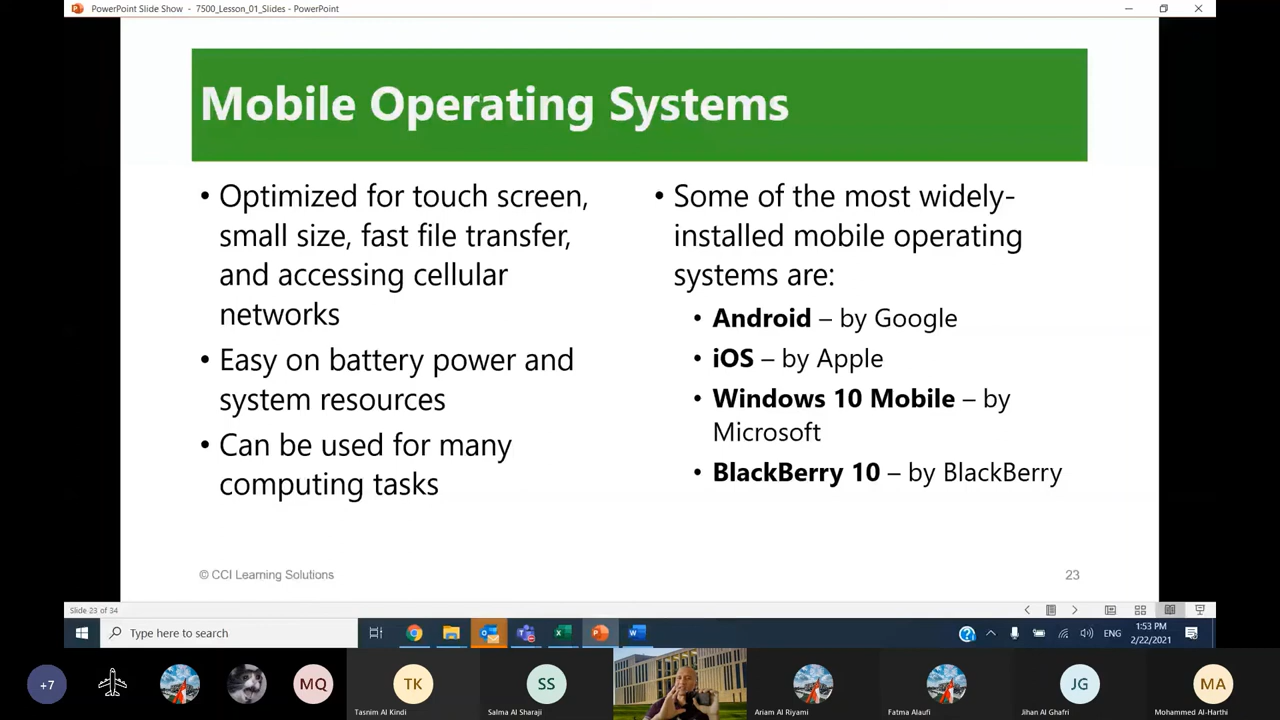 PowerPoint Slide Show - 7500_Lesson_01_Slides - PowerPoint
Mobile Operating Systems
• Optimized for touch screen,
small size, fast file transfer,
and accessing cellular
networks
• Easy on battery power and
system resources
• Can be used for many
computing tasks
• Some of the most widely-
installed mobile operating
systems are:
• Android – by Google
• iOS – by Apple
• Windows 10 Mobile – by
Microsoft
• BlackBerry 10 – by BlackBerry
© CCI Learning Solutions
23
Slide 23 of 34
Type here to search
ENG
1:53 PM
2/22/2021
+7
MQ
TK
SS
JG
MA
Tasnim Al Kindi
Salma Al Sharaji
Ariam Al Riyami
Fatma Alaufi
Jihan Al Ghafri
Mohammed Al-Harthi